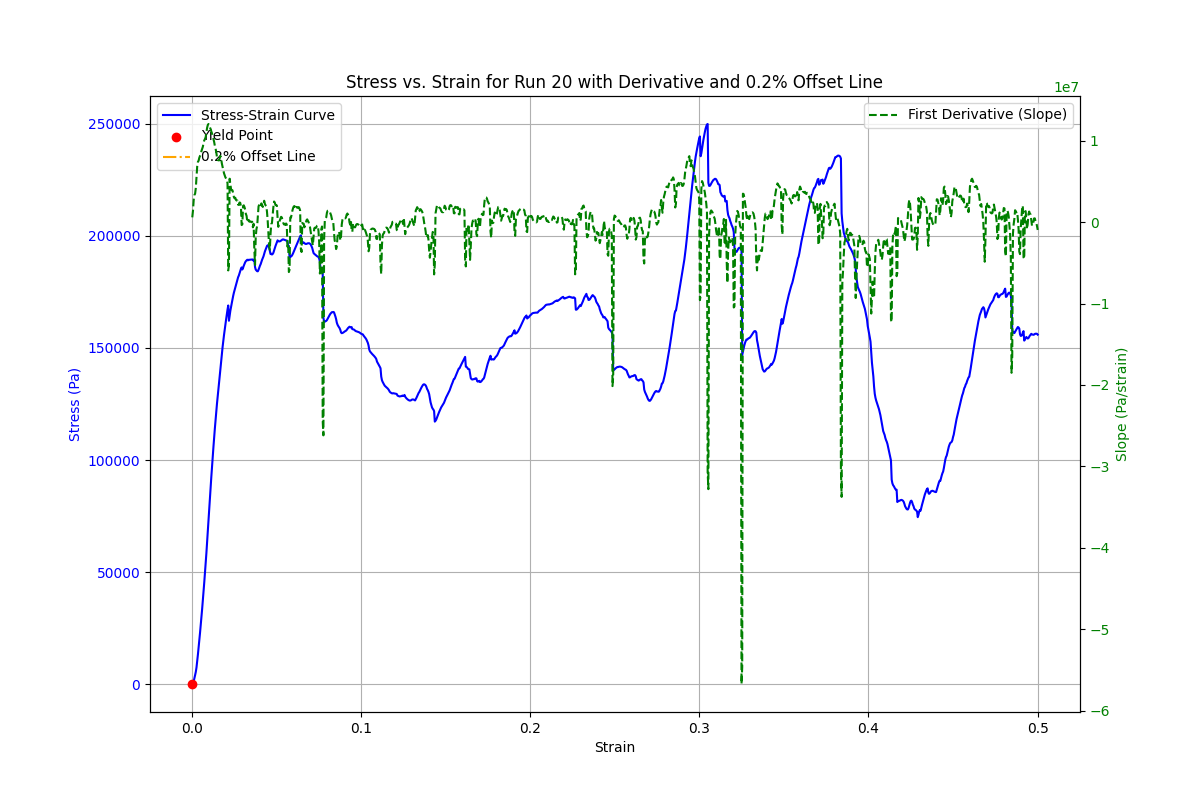 Stress vs. Strain for Run 20 with Derivative and 0.2% Offset Line
1e7
Stress-Strain Curve
Yield Point
0.2% Offset Line
First Derivative (Slope)
250000
200000
150000
100000
50000
0
Stress (Pa)
1
0
−1
−2
−3
−4
−5
−6
Slope (Pa/strain)
0.0 0.1 0.2 0.3 0.4 0.5
Strain